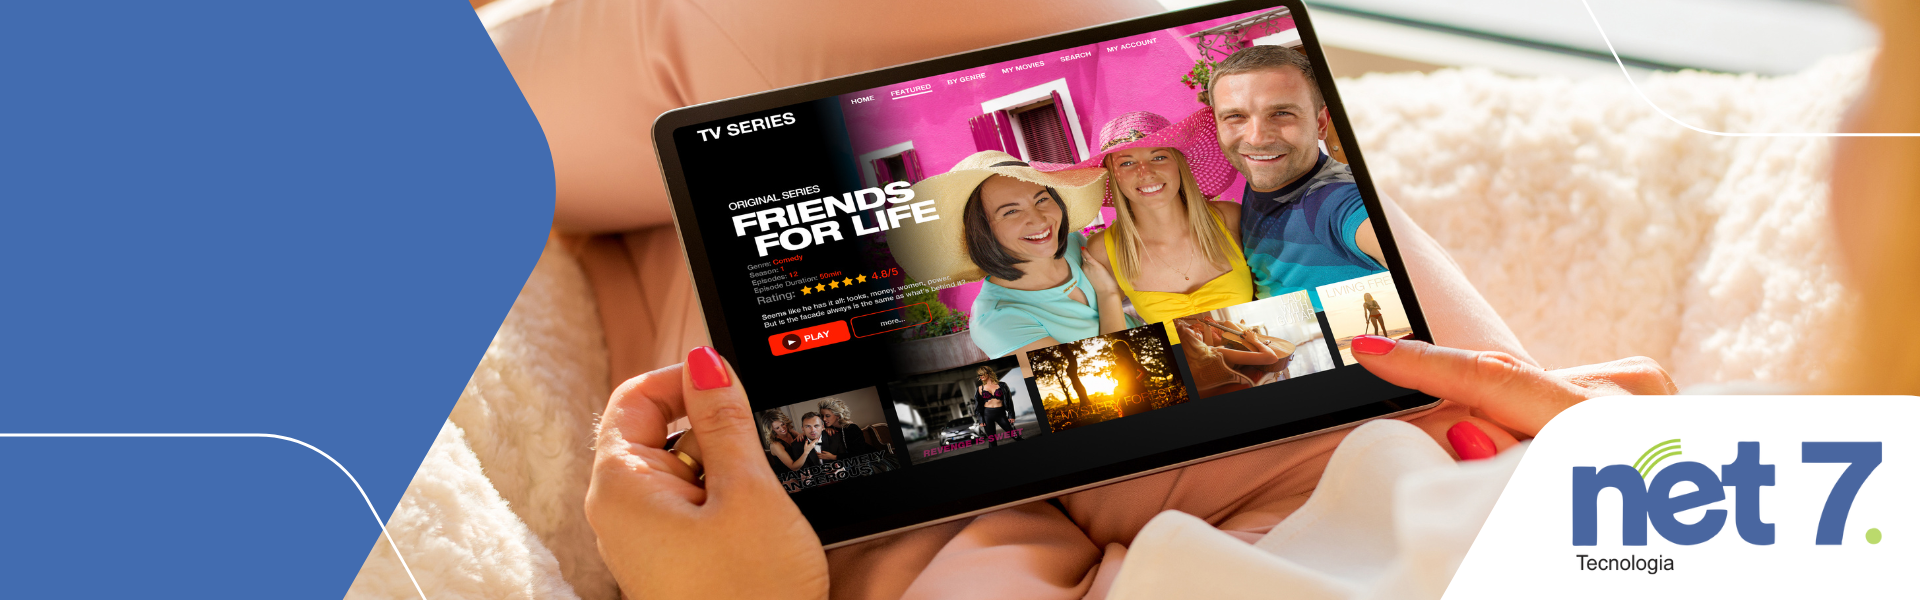 HOME FEATURED BY GENRE MY MOVIES SEARCH MY ACCOUNT
TV SERIES
ORIGINAL SERIES
FRIENDS
FOR LIFE
Genre: Comedy
Season: 1
Episodes: 12
Episode Duration: 50min
Rating: 4.8/5
Seems like he has it all: looks, money, women, power.
But is the facade always is the same as what's behind it?
PLAY
more...
HANDSOMELY
DANGEROUS
REVENGE IS SWEET
MYSTERY FOREST
LIVING FREE
net 7.
Tecnologia